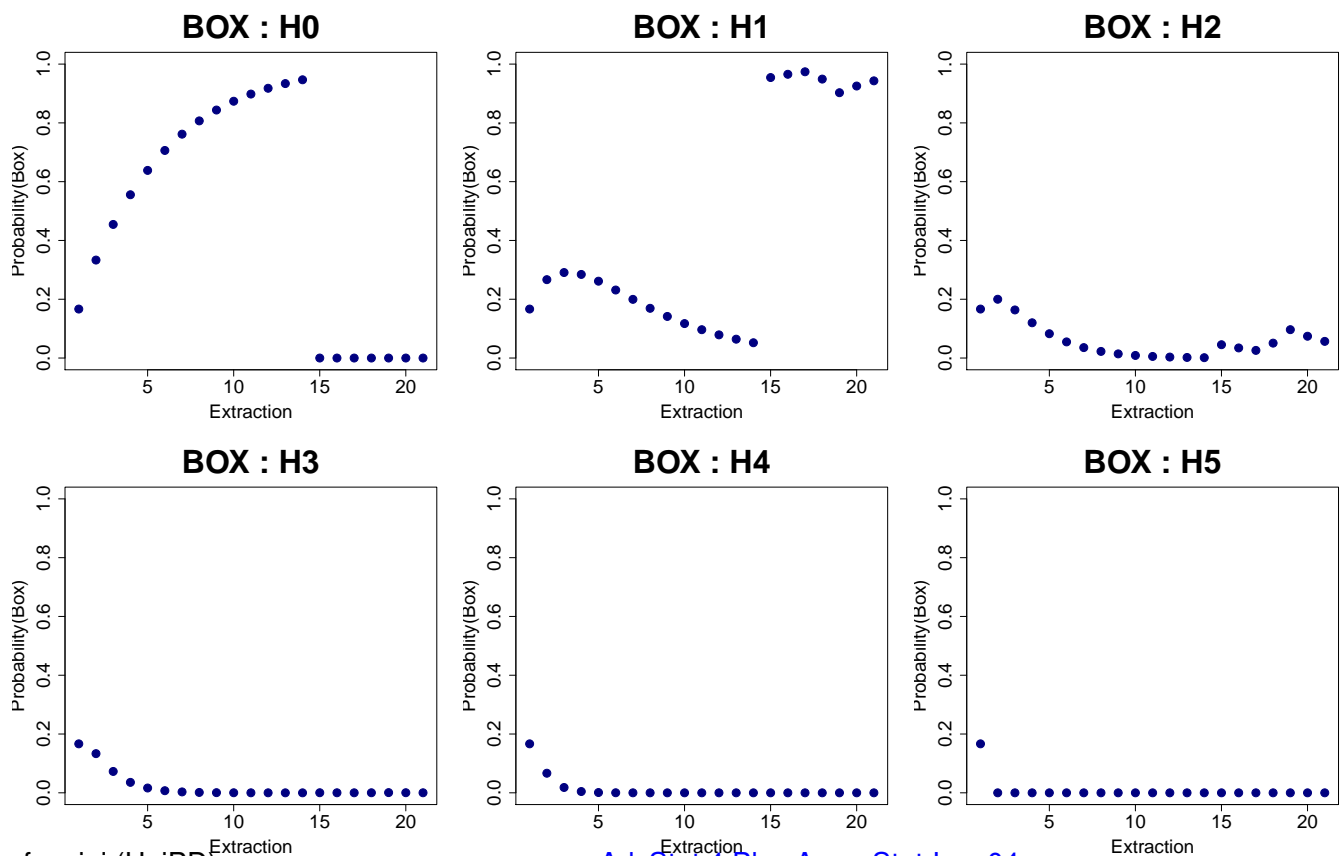 BOX : H0 BOX : H1 BOX : H2
Probability(Box) Probability(Box) Probability(Box)
0.0 0.2 0.4 0.6 0.8 1.0 0.0 0.2 0.4 0.6 0.8 1.0 0.0 0.2 0.4 0.6 0.8 1.0
5 10 15 20 5 10 15 20 5 10 15 20
Extraction Extraction Extraction
BOX : H3 BOX : H4 BOX : H5
Probability(Box) Probability(Box) Probability(Box)
0.0 0.2 0.4 0.6 0.8 1.0 0.0 0.2 0.4 0.6 0.8 1.0 0.0 0.2 0.4 0.6 0.8 1.0
5 10 15 20 5 10 15 20 5 10 15 20
Extraction Extraction Extraction